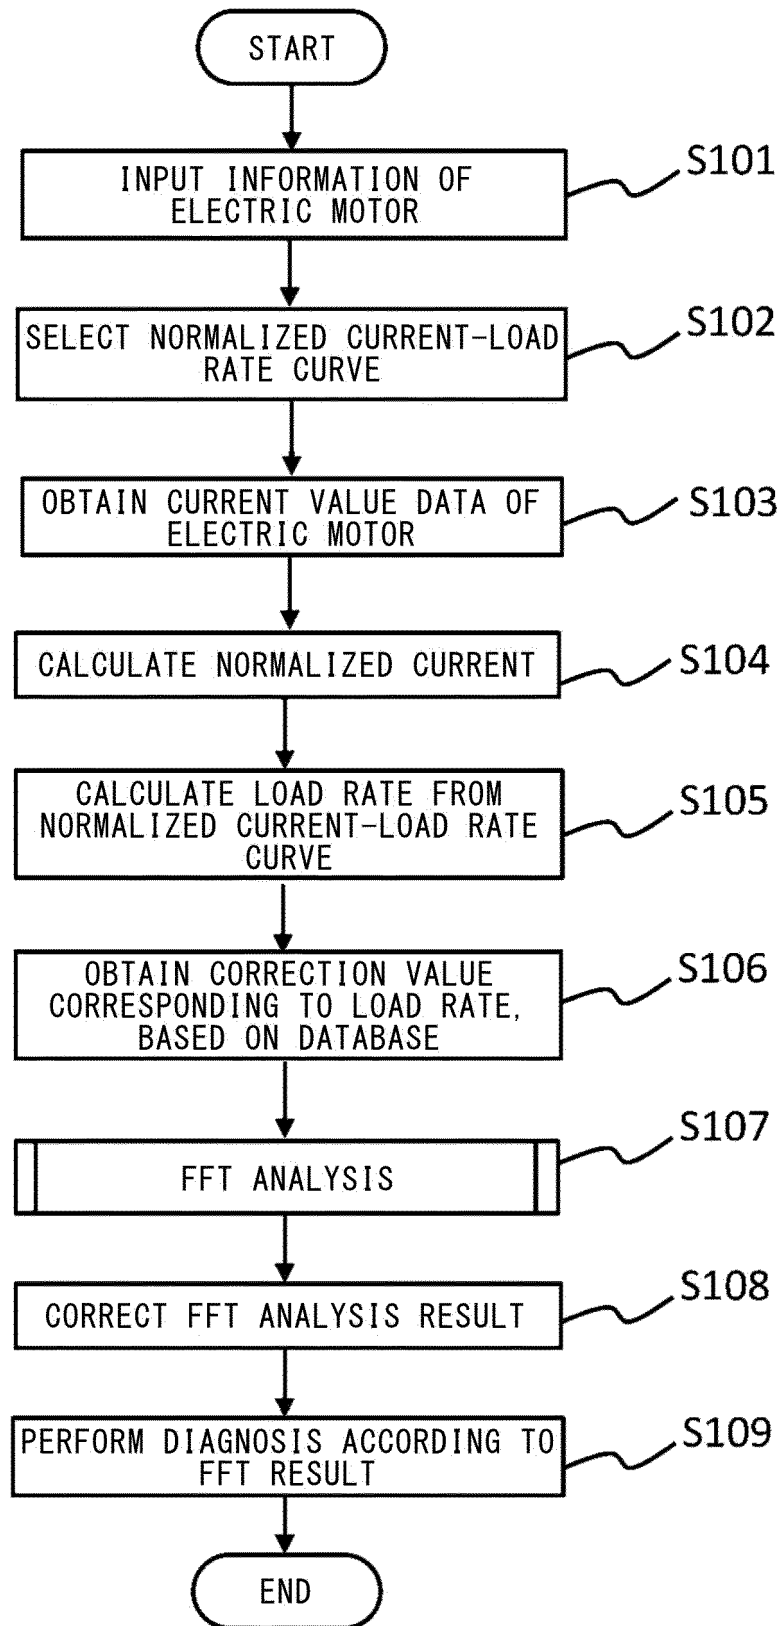 START
INPUT INFORMATION OF
ELECTRIC MOTOR
S101
SELECT NORMALIZED CURRENT-LOAD
RATE CURVE
S102
OBTAIN CURRENT VALUE DATA OF
ELECTRIC MOTOR
S103
CALCULATE NORMALIZED CURRENT
S104
CALCULATE LOAD RATE FROM
NORMALIZED CURRENT-LOAD RATE
CURVE
S105
OBTAIN CORRECTION VALUE
CORRESPONDING TO LOAD RATE,
BASED ON DATABASE
S106
FFT ANALYSIS
S107
CORRECT FFT ANALYSIS RESULT
S108
PERFORM DIAGNOSIS ACCORDING TO
FFT RESULT
S109
END